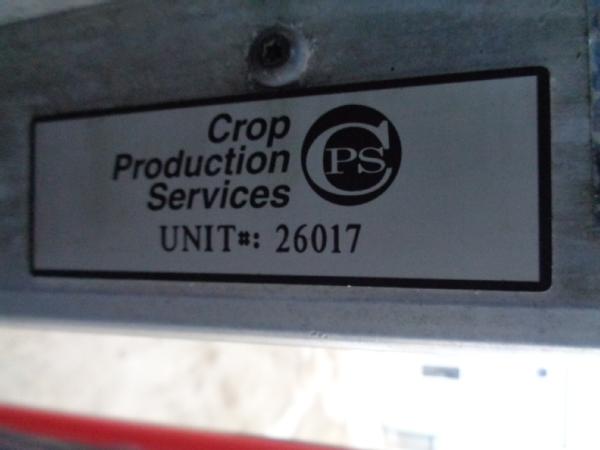 Crop
Production
Services
CPS
UNIT#: 26017